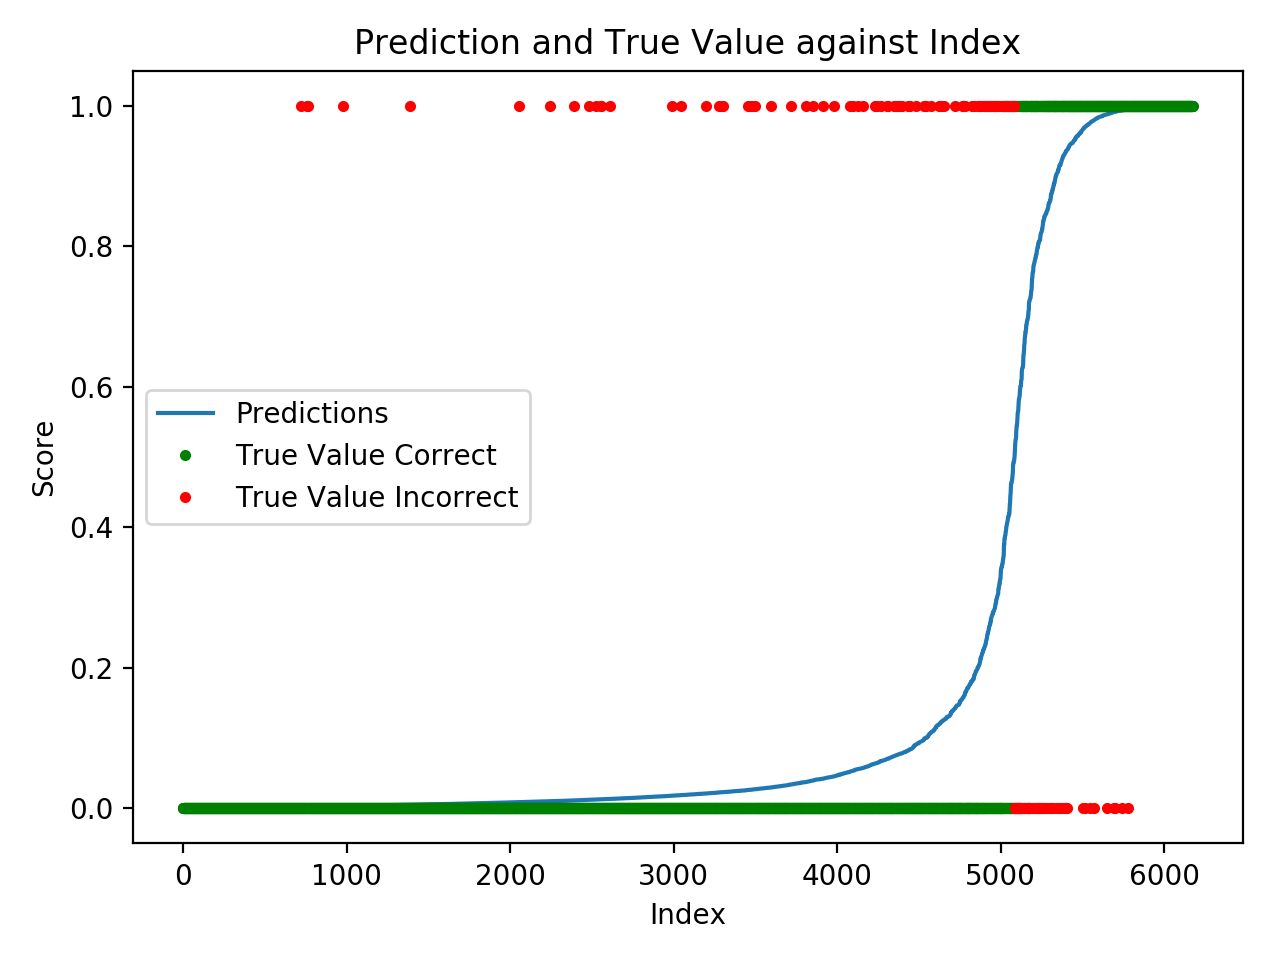 Prediction and True Value against Index
1.0
0.8
0.6
0.4
0.2
0.0
Score
Predictions
True Value Correct
True Value Incorrect
0 1000 2000 3000 4000 5000 6000
Index